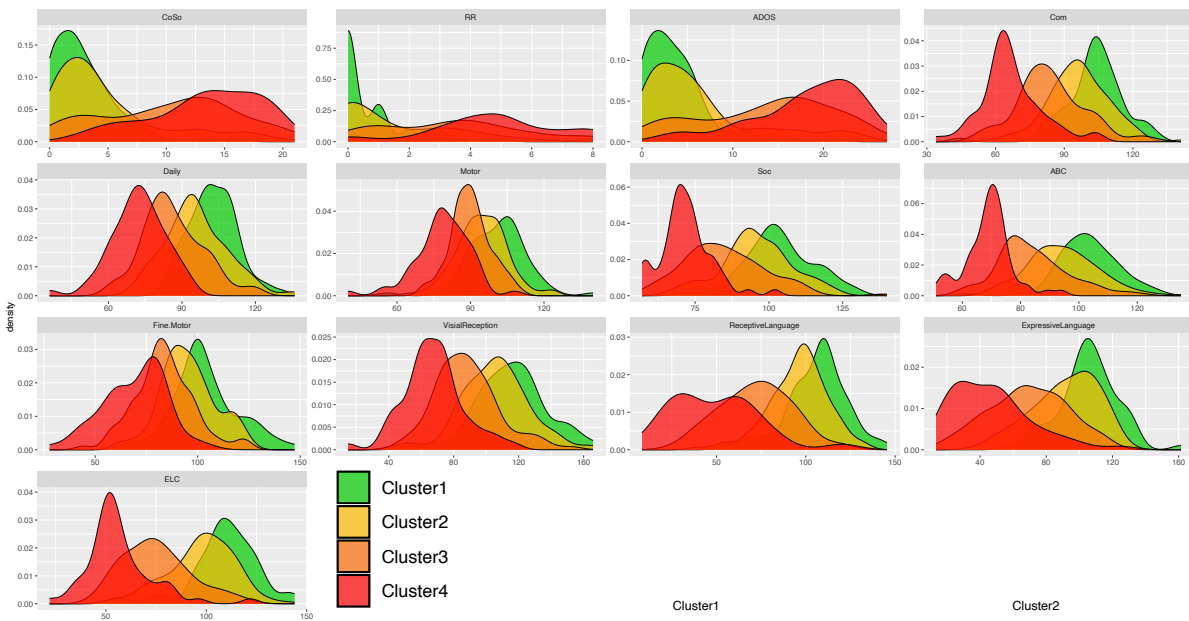 CoSo RR ADOS Com
0.15 0.10 0.05 0.00
0 5 10 15 20
0.75 0.50 0.25 0.00
0 2 4 6 8
0.10 0.05 0.00
0 10 20
0.04 0.03 0.02 0.01 0.00
30 60 90 120
Daily Motor Soc ABC
0.04 0.03 0.02 0.01 0.00
60 90 120
0.04 0.02 0.00
60 90 120
0.06 0.04 0.02 0.00
75 100 125
0.06 0.04 0.02 0.00
60 80 100 120
density
Fine.Motor VisialReception ReceptiveLanguage ExpressiveLanguage
0.03 0.02 0.01 0.00
50 100 150
0.025 0.020 0.015 0.010 0.005 0.000
40 80 120 160
0.03 0.02 0.01 0.00
50 100 150
0.02 0.01 0.00
40 80 120 160
ELC
0.04 0.03 0.02 0.01 0.00
50 100 150
Cluster1
Cluster2
Cluster3
Cluster4
Cluster1 Cluster2